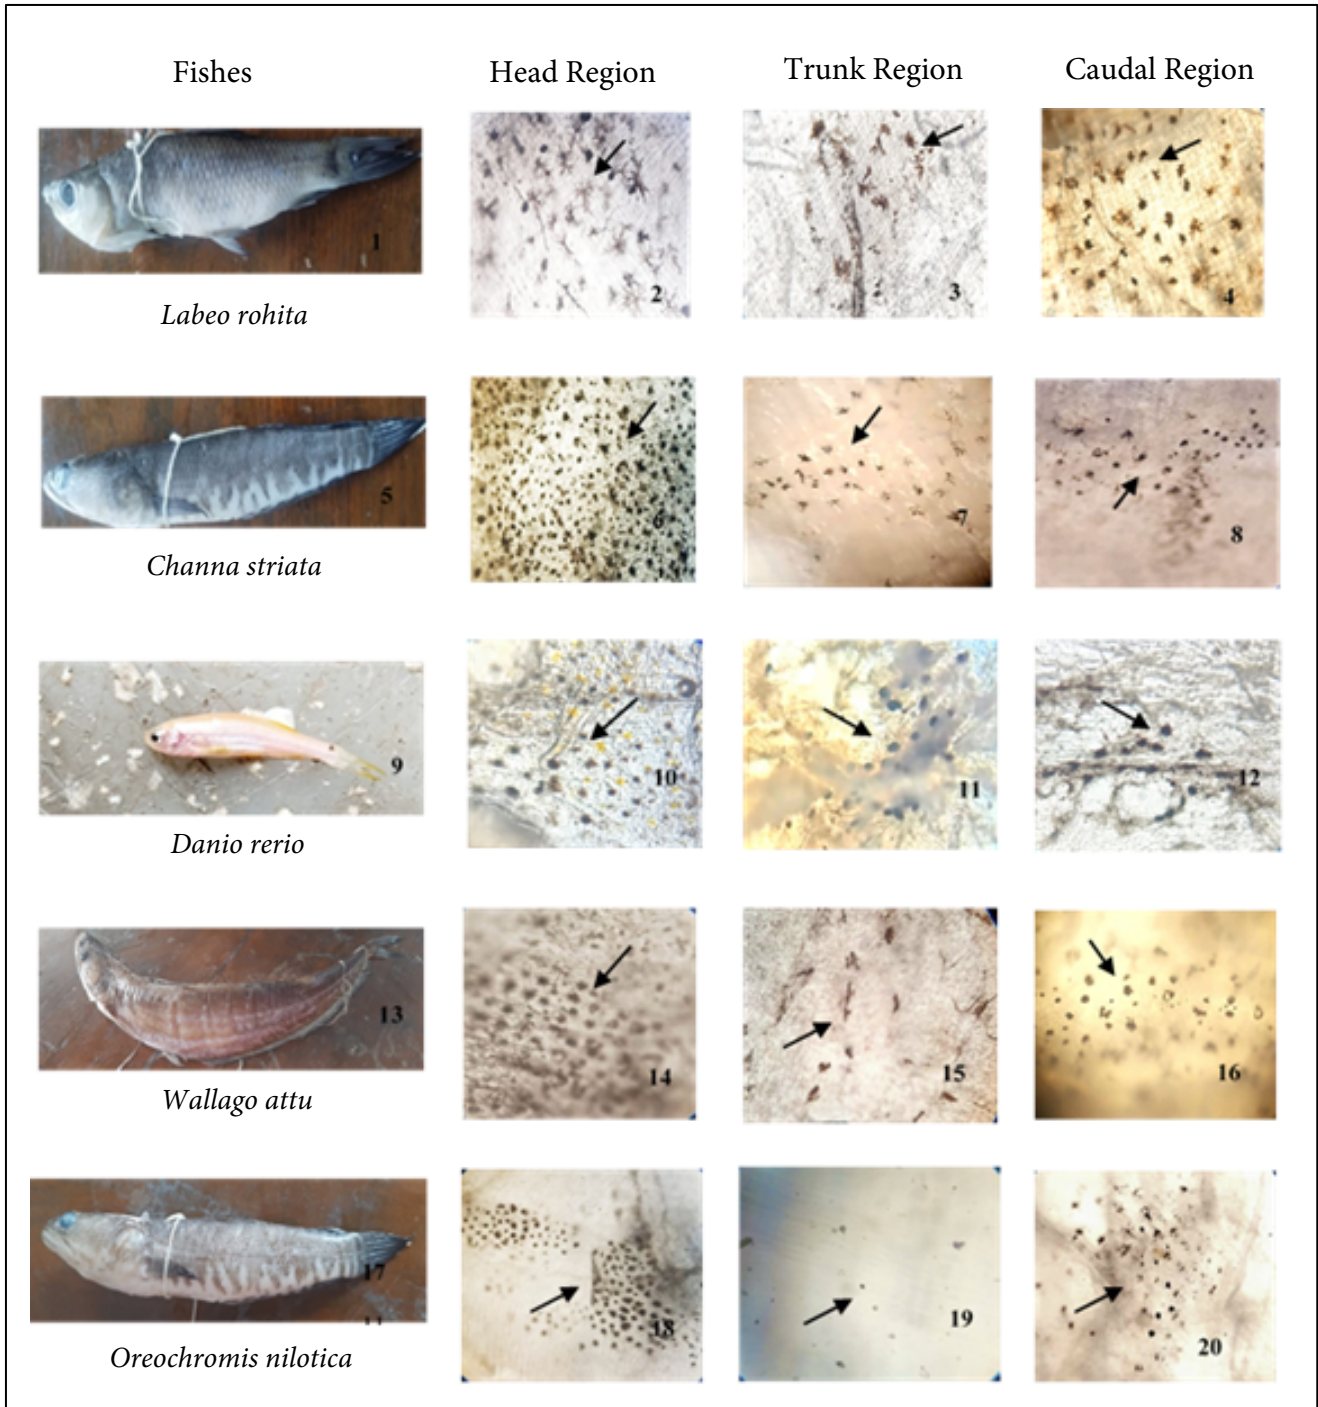 Fishes Head Region Trunk Region Caudal Region
1 2 3 4
Labeo rohita
5 6 7 8
Channa striata
9 10 11 12
Danio rerio
13 14 15 16
Wallago attu
17 18 19 20
Oreochromis nilotica